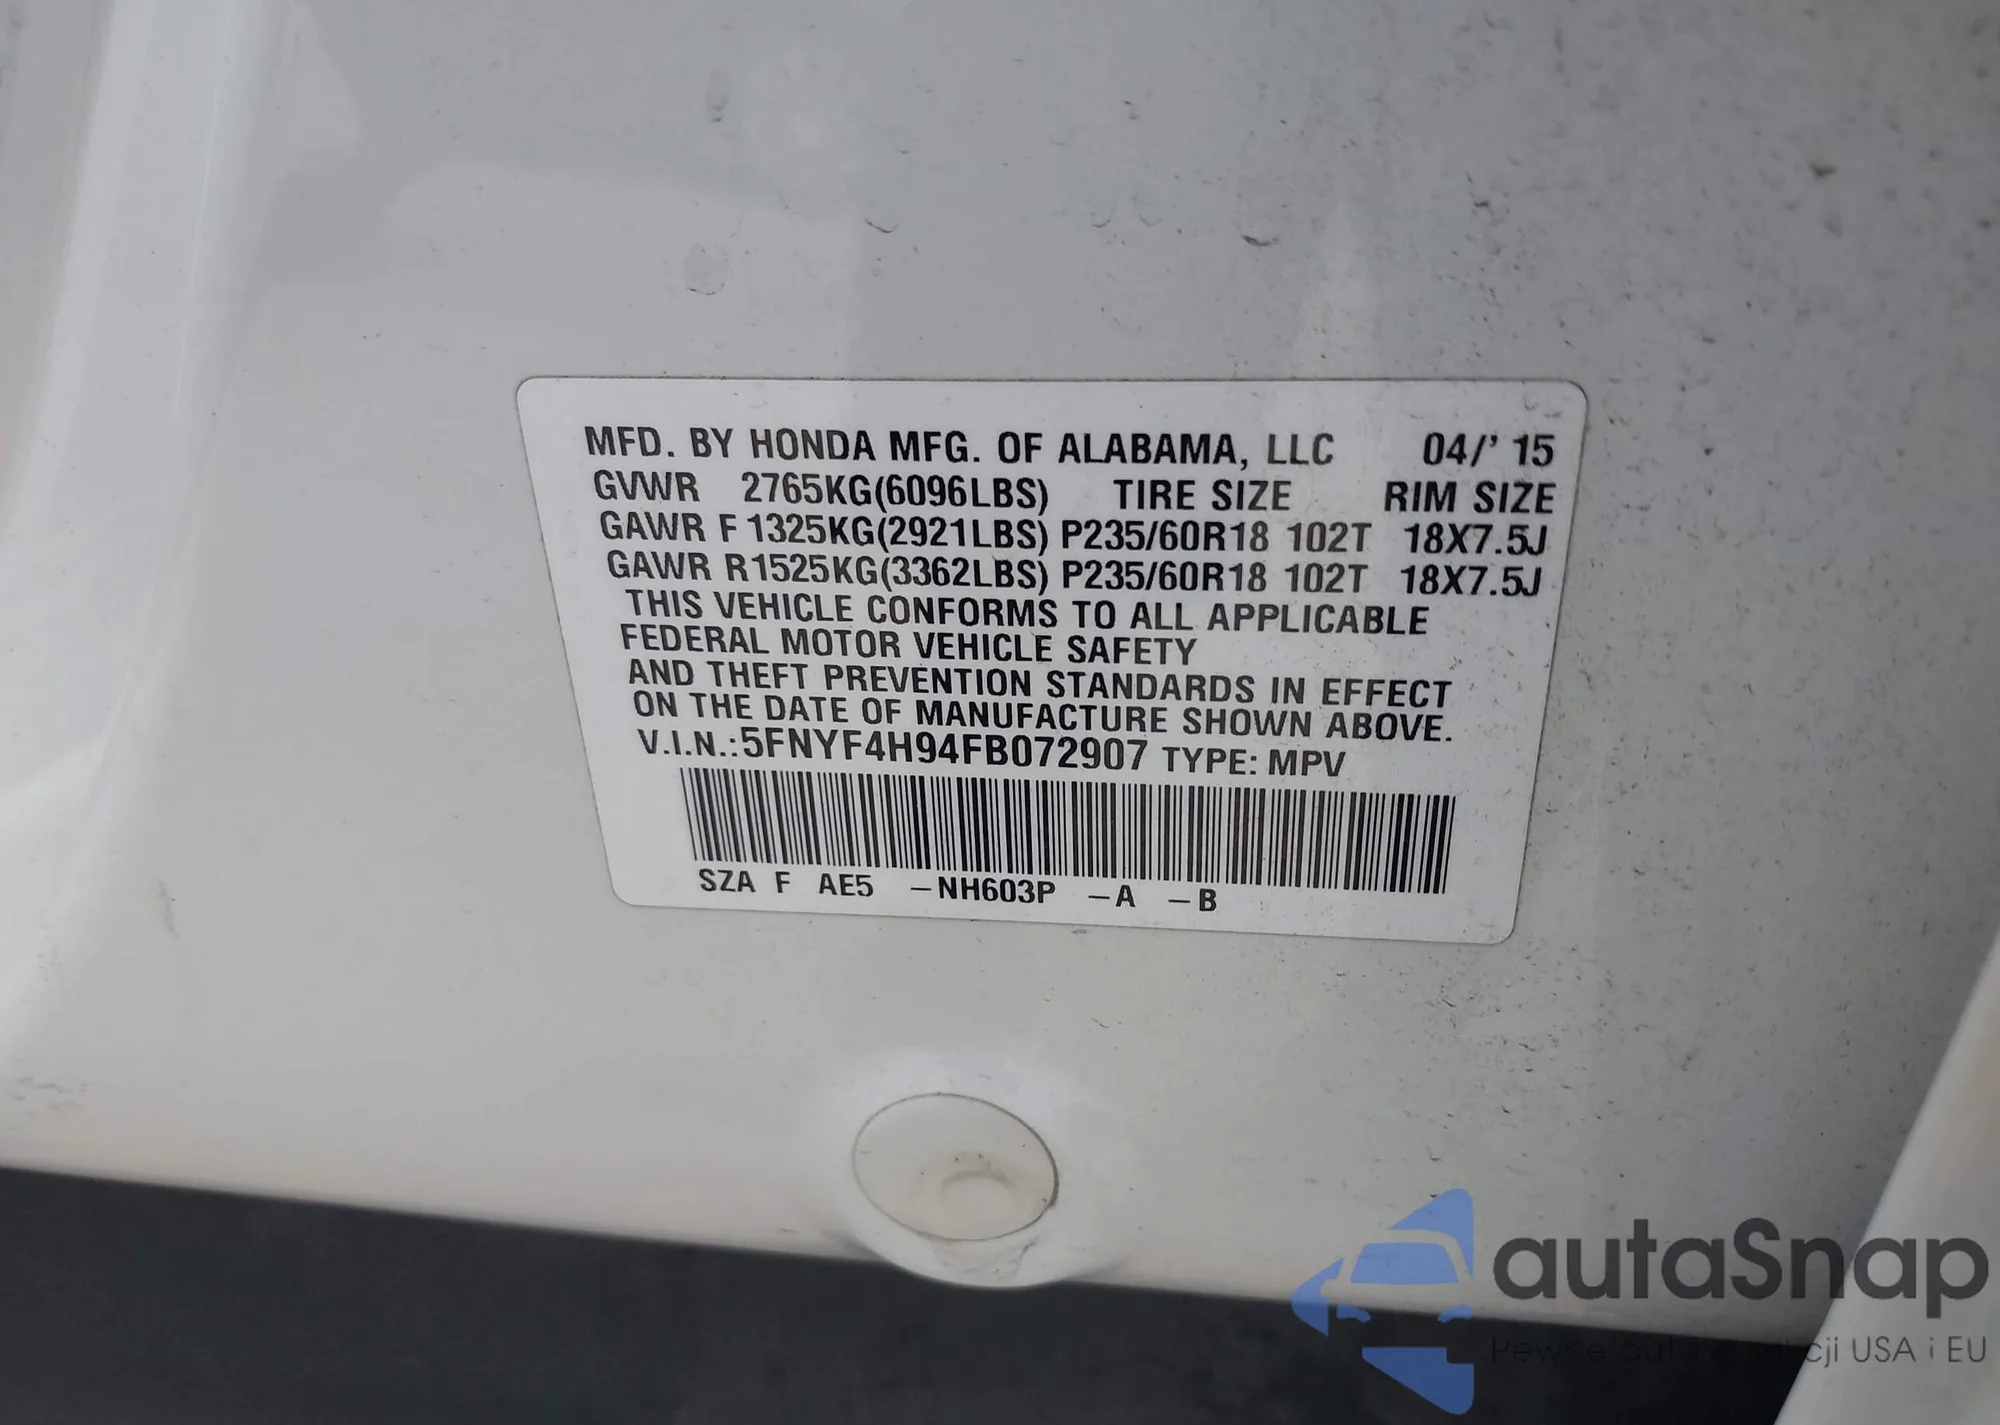 MFD. BY HONDA MFG. OF ALABAMA, LLC 04/' 15
GVWR 2765KG(6096LBS) TIRE SIZE RIM SIZE
GAWR F 1325KG(2921LBS) P235/60R18 102T 18X7.5J
GAWR R1525KG(3362LBS) P235/60R18 102T 18X7.5J
THIS VEHICLE CONFORMS TO ALL APPLICABLE
FEDERAL MOTOR VEHICLE SAFETY
AND THEFT PREVENTION STANDARDS IN EFFECT
ON THE DATE OF MANUFACTURE SHOWN ABOVE.
V.I.N.:5FNYF4H94FB072907 TYPE: MPV
SZA F AE5 -NH603P -A -B
autaSnap
USA i EU